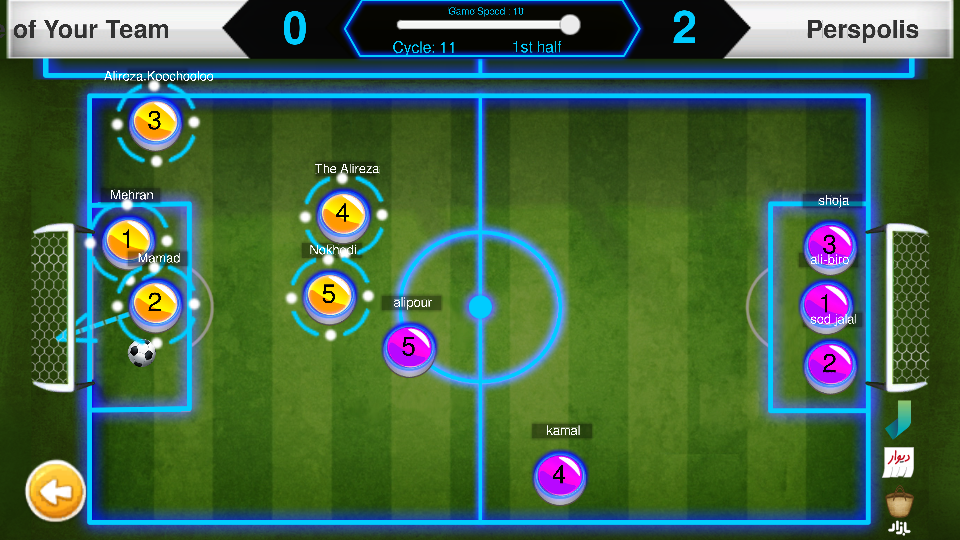 of Your Team
0
Game Speed : 10
Cycle: 11
1st half
2
Perspolis
Alireza.Koochooloo
3
The Alireza
4
Mehran
1
Mamad
2
Nokhodi
5
alipour
5
shoja
3
ali-biro
1
sod jalal
2
kamal
4
دیوار
بازار